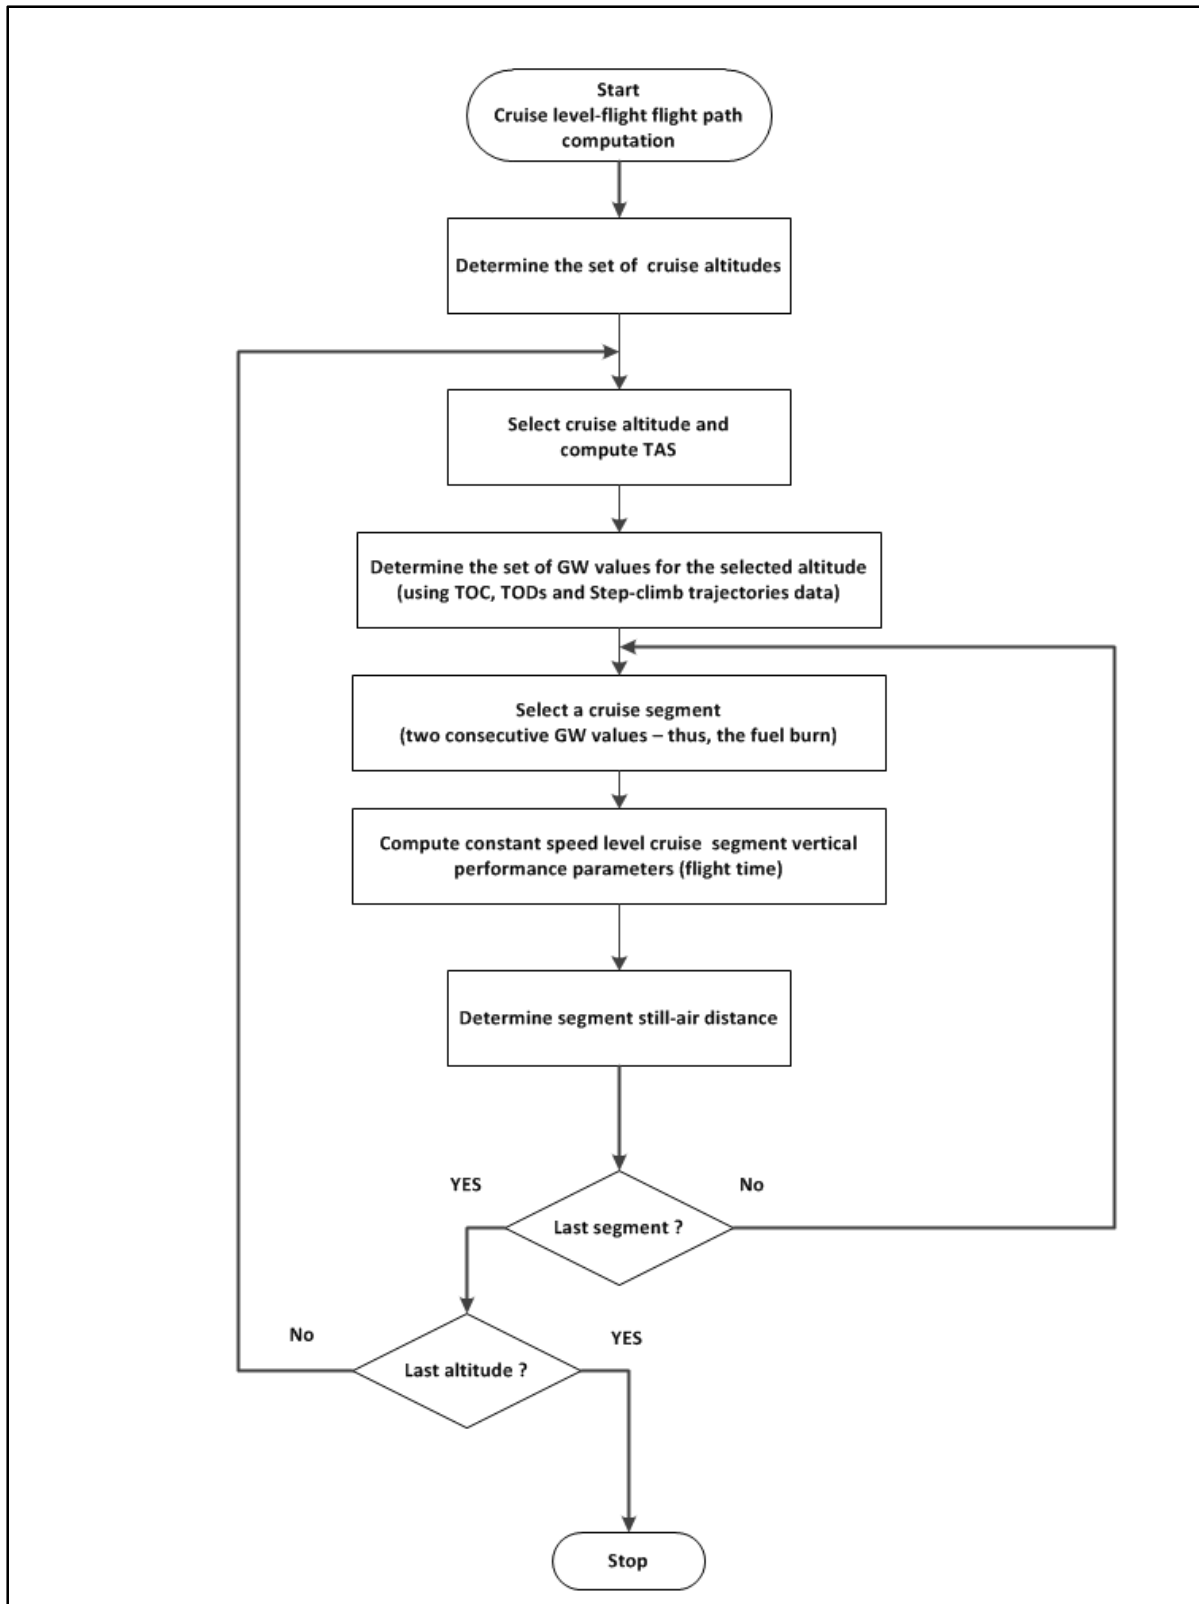 Start
Cruise level-flight flight path
computation
Determine the set of cruise altitudes
Select cruise altitude and
compute TAS
Determine the set of GW values for the selected altitude
(using TOC, TODs and Step-climb trajectories data)
Select a cruise segment
(two consecutive GW values – thus, the fuel burn)
Compute constant speed level cruise segment vertical
performance parameters (flight time)
Determine segment still-air distance
YES
No
Last segment ?
No
YES
Last altitude ?
Stop